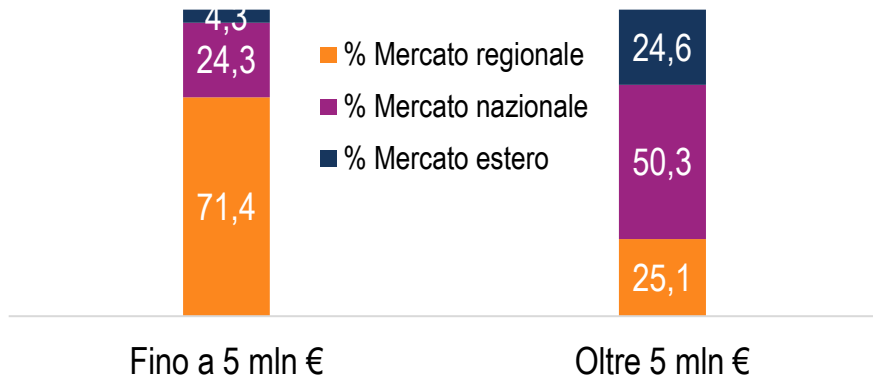 4,3
24,3
71,4
% Mercato regionale
% Mercato nazionale
% Mercato estero
24,6
50,3
25,1
Fino a 5 mln €
Oltre 5 mln €